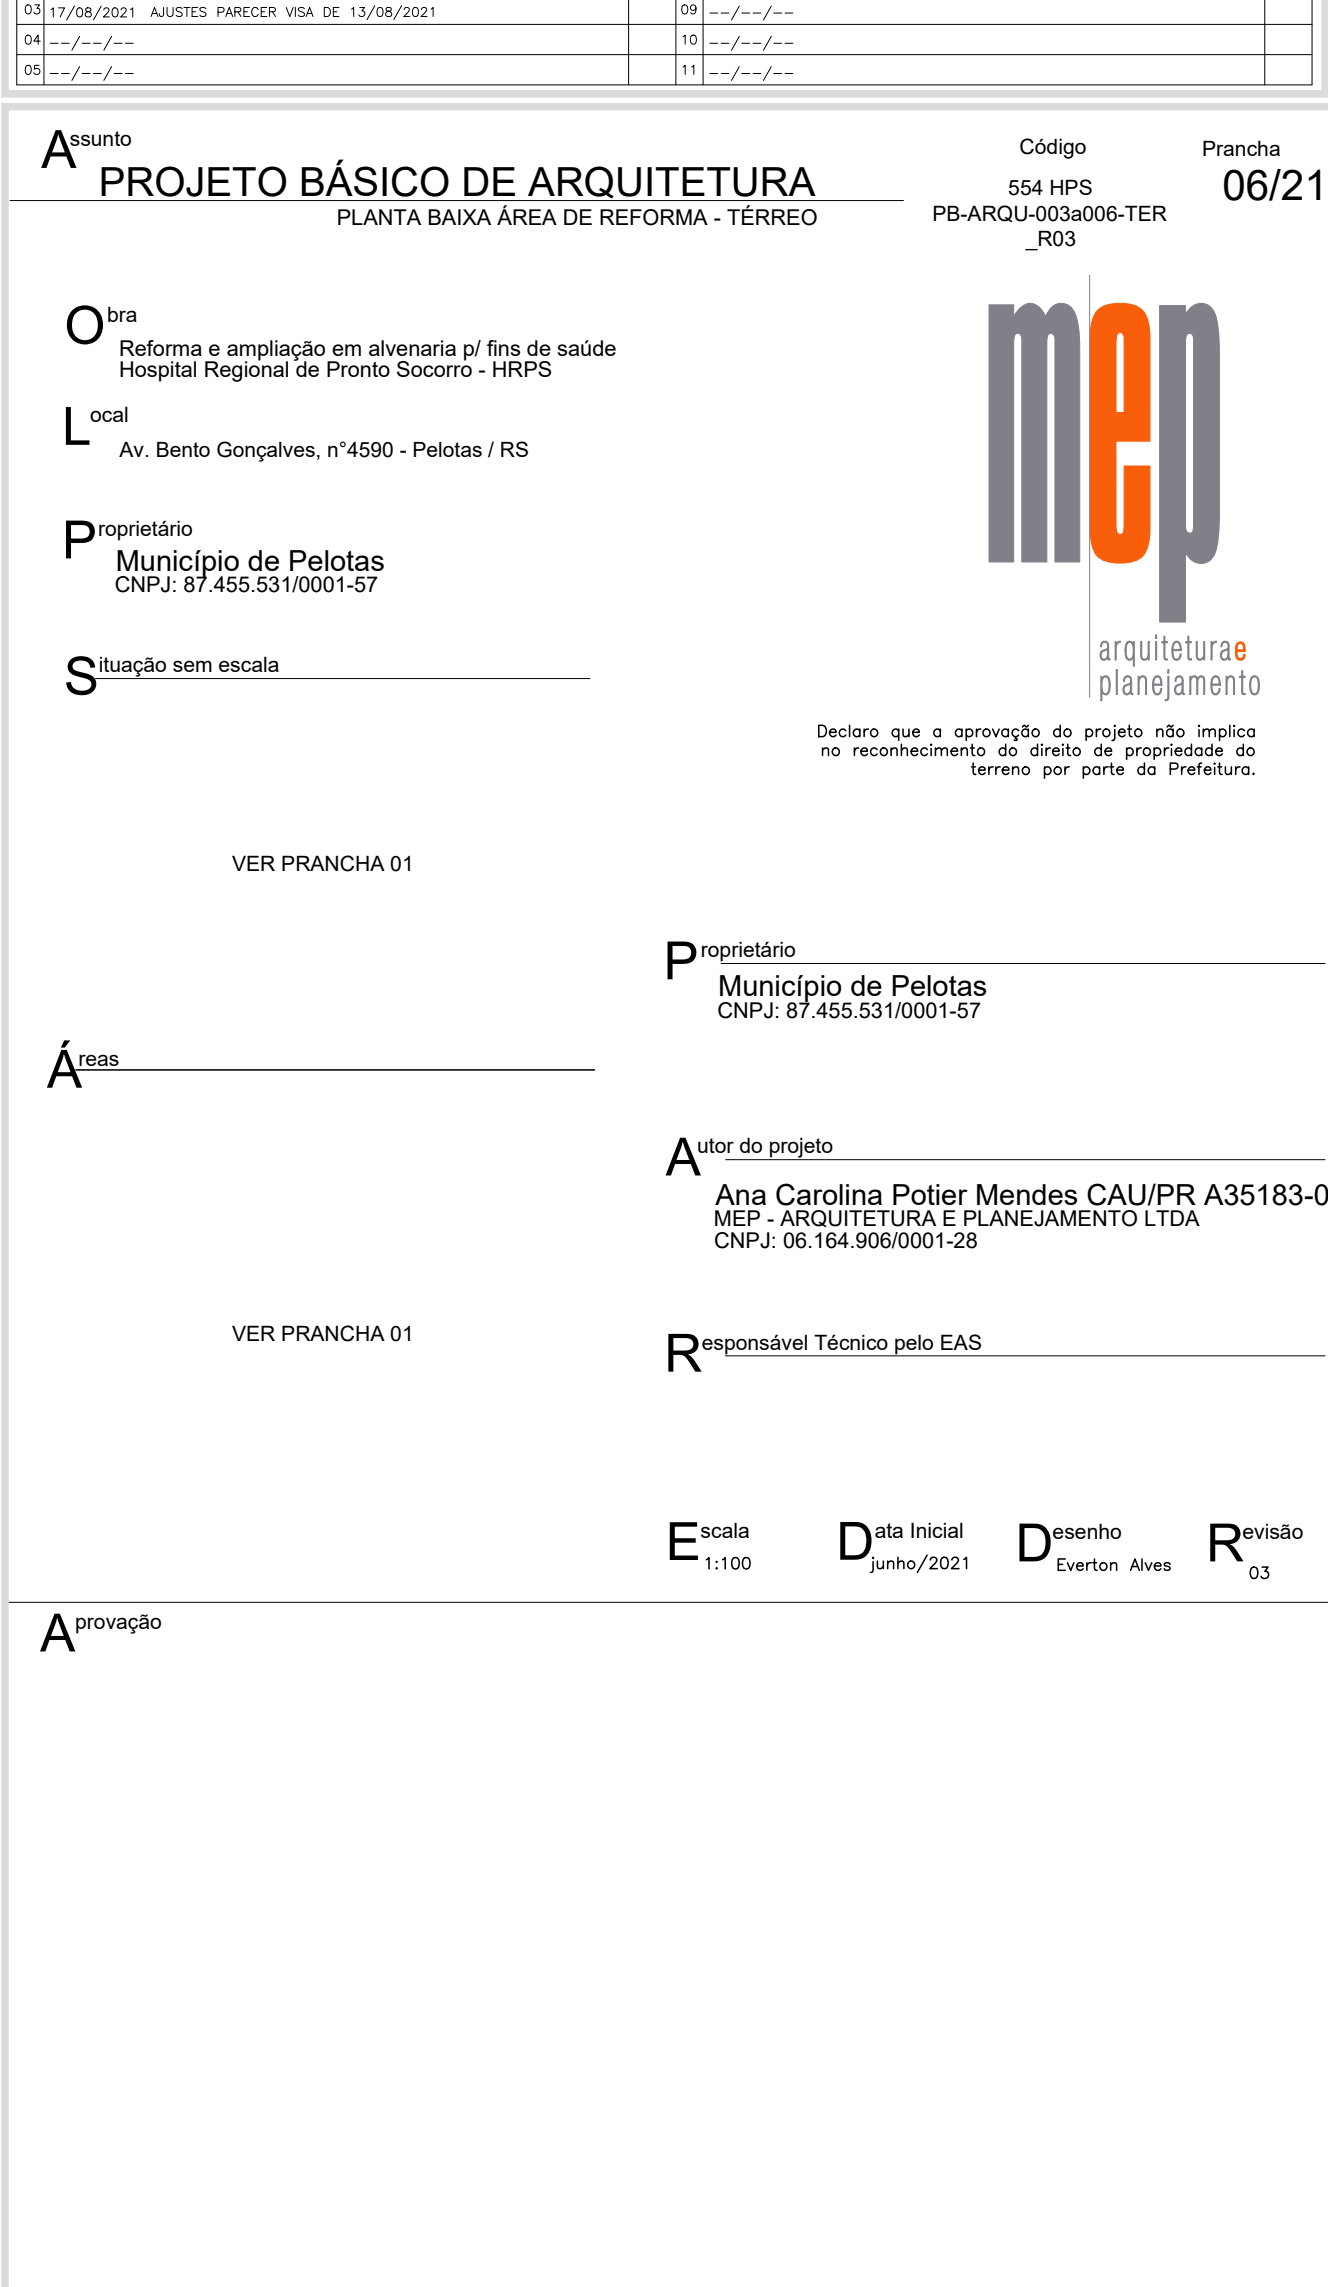 03 17/08/2021 AJUSTES PARECER VISA DE 13/08/2021 09 --/--/--
04 --/--/-- 10 --/--/--
05 --/--/-- 11 --/--/--
Assunto
PROJETO BÁSICO DE ARQUITETURA
PLANTA BAIXA ÁREA DE REFORMA - TÉRREO
Código
554 HPS
PB-ARQU-003a006-TER
_R03
Prancha
06/21
Obra
Reforma e ampliação em alvenaria p/ fins de saúde
Hospital Regional de Pronto Socorro - HRPS
Local
Av. Bento Gonçalves, n°4590 - Pelotas / RS
Proprietário
Município de Pelotas
CNPJ: 87.455.531/0001-57
mep
arquiteturae
planejamento
Situação sem escala
Declaro que a aprovação do projeto não implica
no reconhecimento do direito de propriedade do
terreno por parte da Prefeitura.
VER PRANCHA 01
Proprietário
Município de Pelotas
CNPJ: 87.455.531/0001-57
Áreas
Autor do projeto
Ana Carolina Potier Mendes CAU/PR A35183-0
MEP - ARQUITETURA E PLANEJAMENTO LTDA
CNPJ: 06.164.906/0001-28
VER PRANCHA 01
Responsável Técnico pelo EAS
Escala
1:100
Data Inicial
junho/2021
Desenho
Everton Alves
Revisão
03
Aprovação